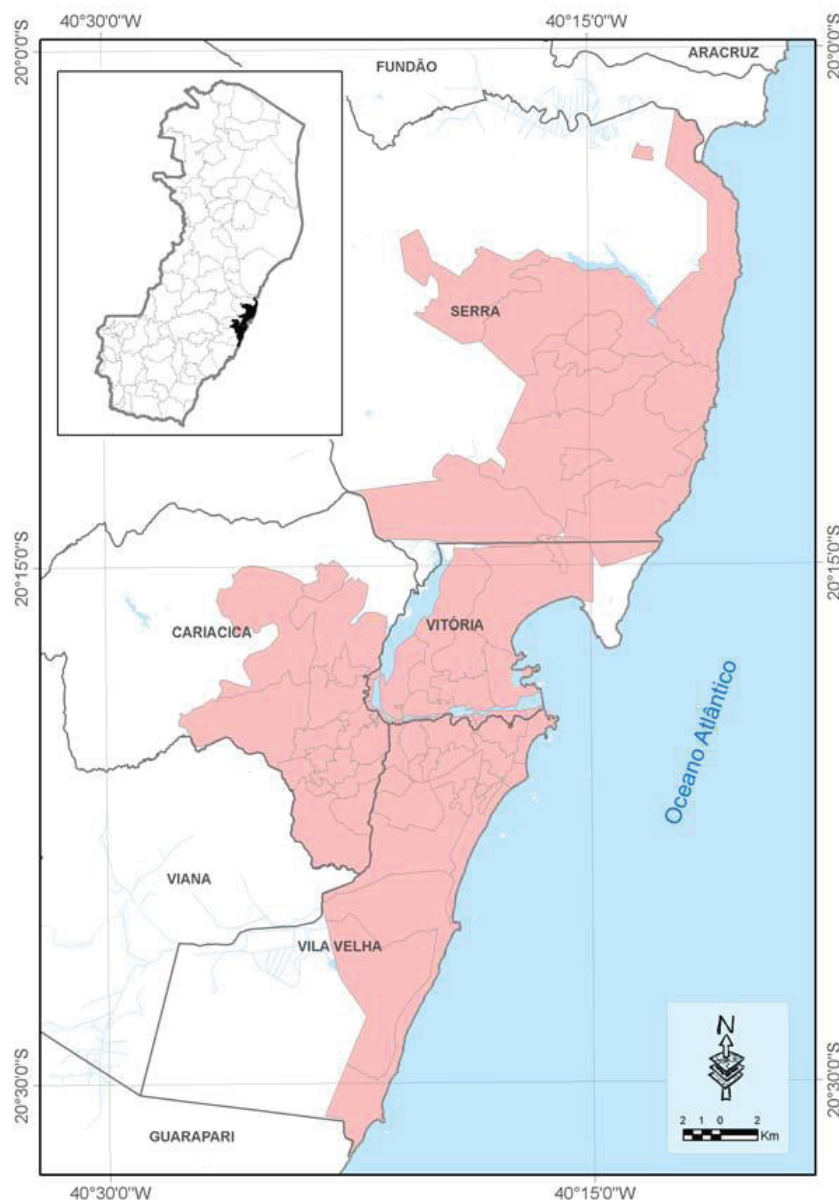 40°30'0"W
40°15'0"W
20°0'0"S
20°0'0"S
ARACRUZ
FUNDÃO
SERRA
20°15'0"S
20°15'0"S
CARIACICA
VITÓRIA
Oceano Atlântico
VIANA
VILA VELHA
N
20°30'0"S
20°30'0"S
2 1 0 2
Km
GUARAPARI
40°30'0"W
40°15'0"W